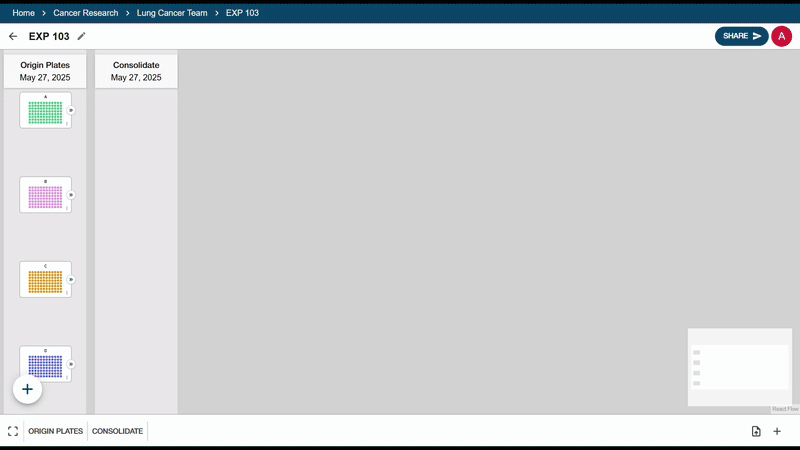 Home > Cancer Research > Lung Cancer Team > EXP 103
EXP 103
SHARE
A
Origin Plates
May 27, 2025
Consolidate
May 27, 2025
A
B
C
D
React Flow
ORIGIN PLATES
CONSOLIDATE